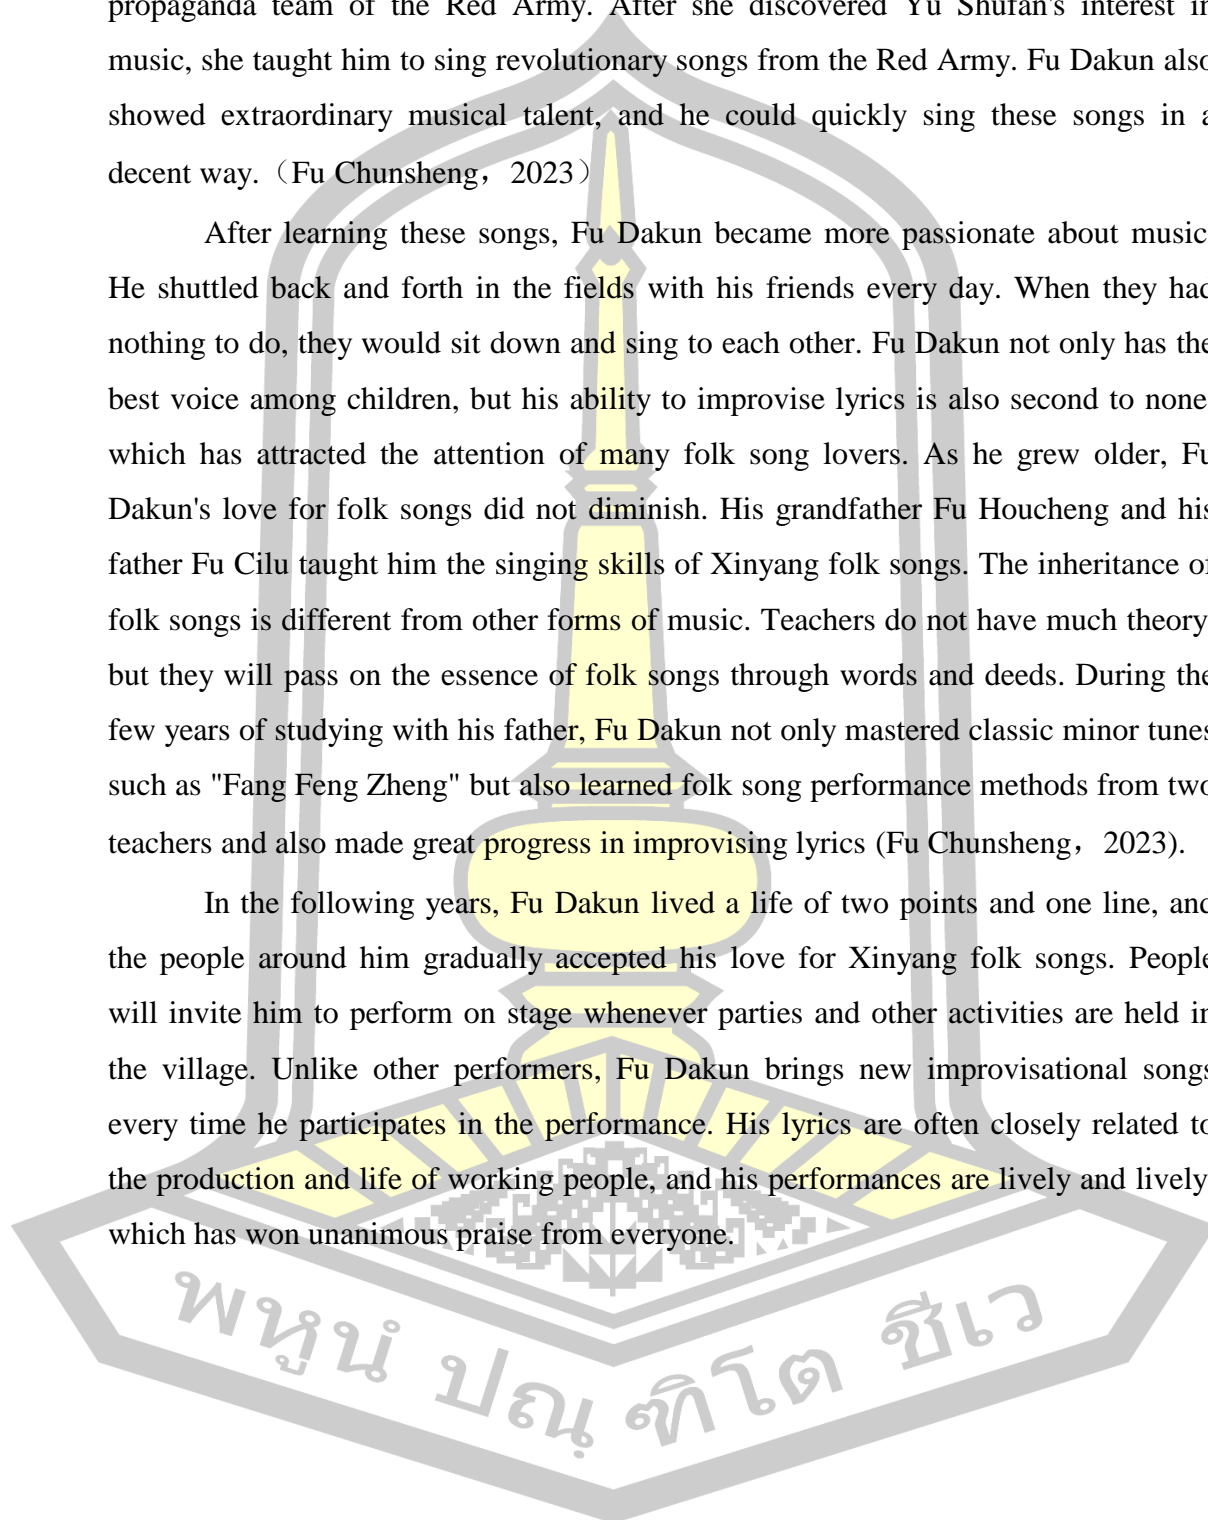 propaganda team of the Red Army. After she discovered Yu Shufan's interest in
music, she taught him to sing revolutionary songs from the Red Army. Fu Dakun also
showed extraordinary musical talent, and he could quickly sing these songs in a
decent way.（Fu Chunsheng，2023）
After learning these songs, Fu Dakun became more passionate about music
He shuttled back and forth in the fields with his friends every day. When they had
nothing to do, they would sit down and sing to each other. Fu Dakun not only has the
best voice among children, but his ability to improvise lyrics is also second to none
which has attracted the attention of many folk song lovers. As he grew older, Fu
Dakun's love for folk songs did not diminish. His grandfather Fu Houcheng and his
father Fu Cilu taught him the singing skills of Xinyang folk songs. The inheritance of
folk songs is different from other forms of music. Teachers do not have much theory
but they will pass on the essence of folk songs through words and deeds. During the
few years of studying with his father, Fu Dakun not only mastered classic minor tunes
such as "Fang Feng Zheng" but also learned folk song performance methods from two
teachers and also made great progress in improvising lyrics (Fu Chunsheng，2023).
In the following years, Fu Dakun lived a life of two points and one line, and
the people around him gradually accepted his love for Xinyang folk songs. People
will invite him to perform on stage whenever parties and other activities are held in
the village. Unlike other performers, Fu Dakun brings new improvisational songs
every time he participates in the performance. His lyrics are often closely related to
the production and life of working people, and his performances are lively and lively
which has won unanimous praise from everyone.
พหูนํ ปณฺฑิโต ชีเว